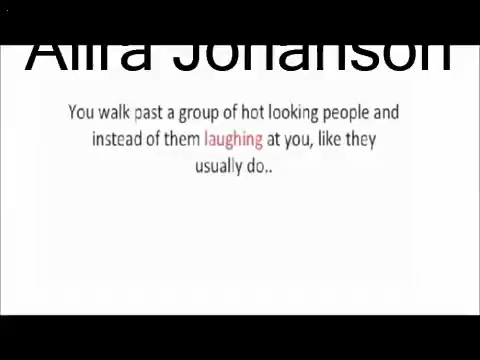 Allra Johanson
You walk past a group of hot looking people and
instead of them laughing at you, like they
usually do..